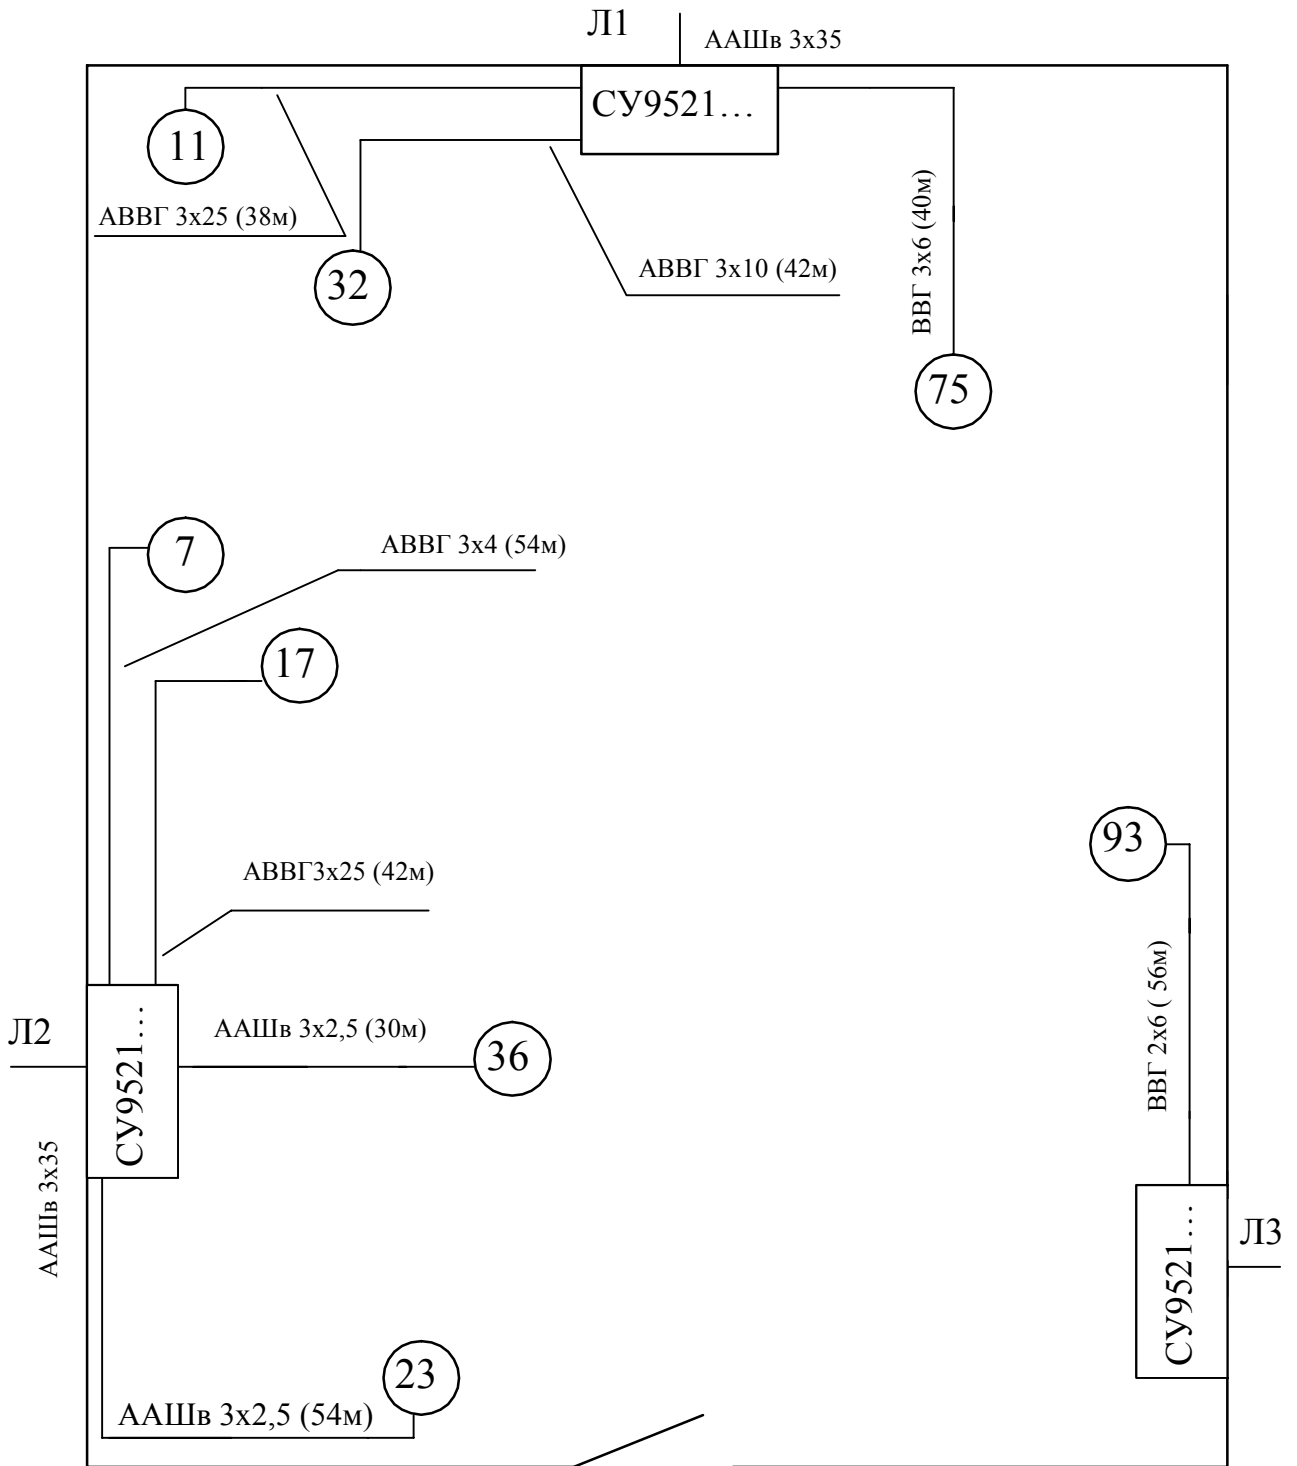 Л1
ААШв 3х35
СУ9521...
11
АВВГ 3х25 (38м)
32
АВВГ 3х10 (42м)
ВВГ 3х6 (40м)
75
7
АВВГ 3х4 (54м)
17
93
АВВГ3х25 (42м)
ВВГ 2х6 ( 56м)
Л2
СУ9521...
ААШв 3х2,5 (30м)
36
ААШв 3х35
Л3
СУ9521...
23
ААШв 3х2,5 (54м)